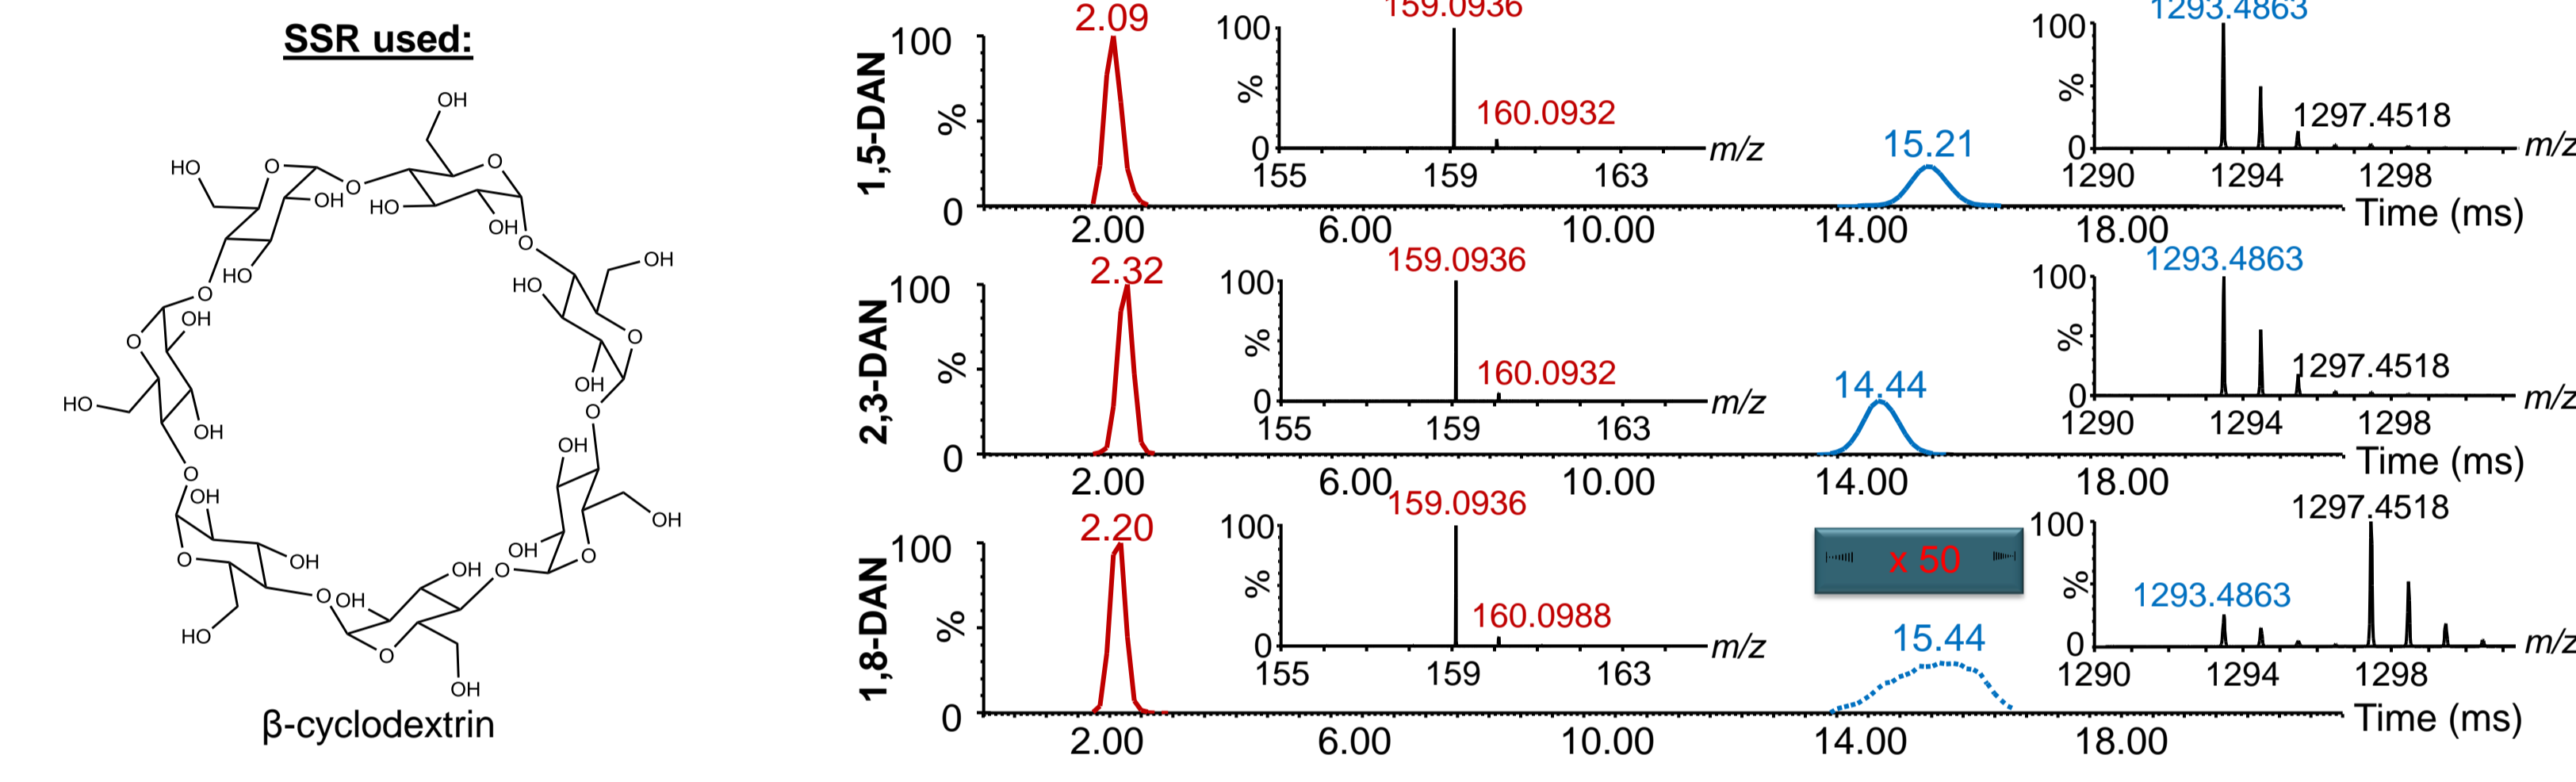 SSR used:
OH
HO
O
O
O
OH
HO
OH
HO
O
OH
HO
O
OH
O
O
OH
HO
OH
O
OH
O
OH
OH
OH
O
OH
O
OH
O
OH
O
OH
HO
OH
O
OH
β-cyclodextrin
1,5-DAN
100
%
0
2.09
159.0936
100
%
0
160.0932
m/z
155 159 163
15.21
1293.4863
100
%
0
1297.4518
m/z
1290 1294 1298
2.00 6.00 10.00 14.00 18.00
Time (ms)
2,3-DAN
100
%
0
2.32
159.0936
100
%
0
160.0932
m/z
155 159 163
14.44
1293.4863
100
%
0
1297.4518
m/z
1290 1294 1298
2.00 6.00 10.00 14.00 18.00
Time (ms)
1,8-DAN
100
%
0
2.20
159.0936
100
%
0
160.0988
m/z
155 159 163
x 50
15.44
1297.4518
100
%
0
1293.4863
m/z
1290 1294 1298
2.00 6.00 10.00 14.00 18.00
Time (ms)